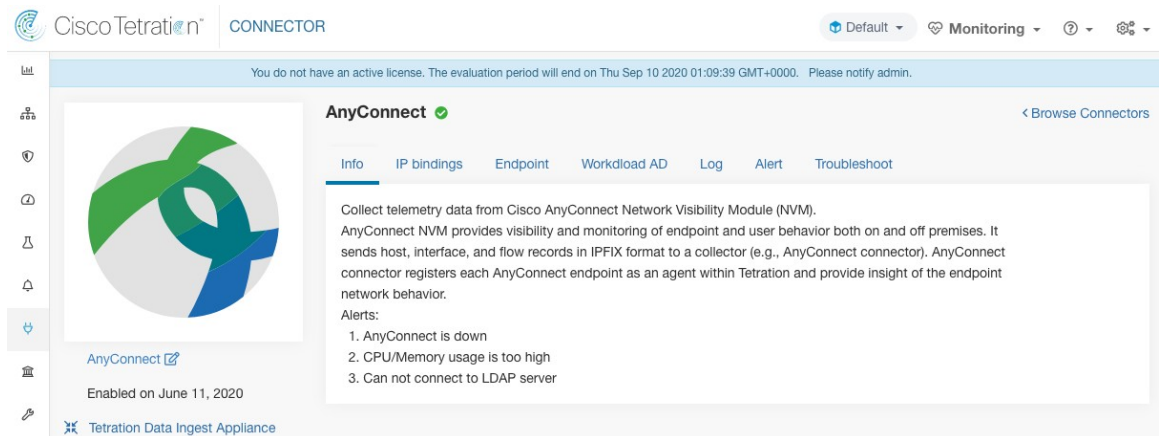 Cisco Tetration™ CONNECTOR Default Monitoring
You do not have an active license. The evaluation period will end on Thu Sep 10 2020 01:09:39 GMT+0000. Please notify admin.
AnyConnect
Browse Connectors
Info IP bindings Endpoint Workdload AD Log Alert Troubleshoot
Collect telemetry data from Cisco AnyConnect Network Visibility Module (NVM).
AnyConnect NVM provides visibility and monitoring of endpoint and user behavior both on and off premises. It
sends host, interface, and flow records in IPFIX format to a collector (e.g., AnyConnect connector). AnyConnect
connector registers each AnyConnect endpoint as an agent within Tetration and provide insight of the endpoint
network behavior.
Alerts:
1. AnyConnect is down
2. CPU/Memory usage is too high
3. Can not connect to LDAP server
AnyConnect
Enabled on June 11, 2020
Tetration Data Ingest Appliance